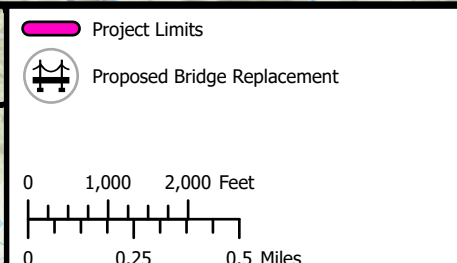 Project Limits
Proposed Bridge Replacement
0 1,000 2,000 Feet
0 0.25 0.5 Miles